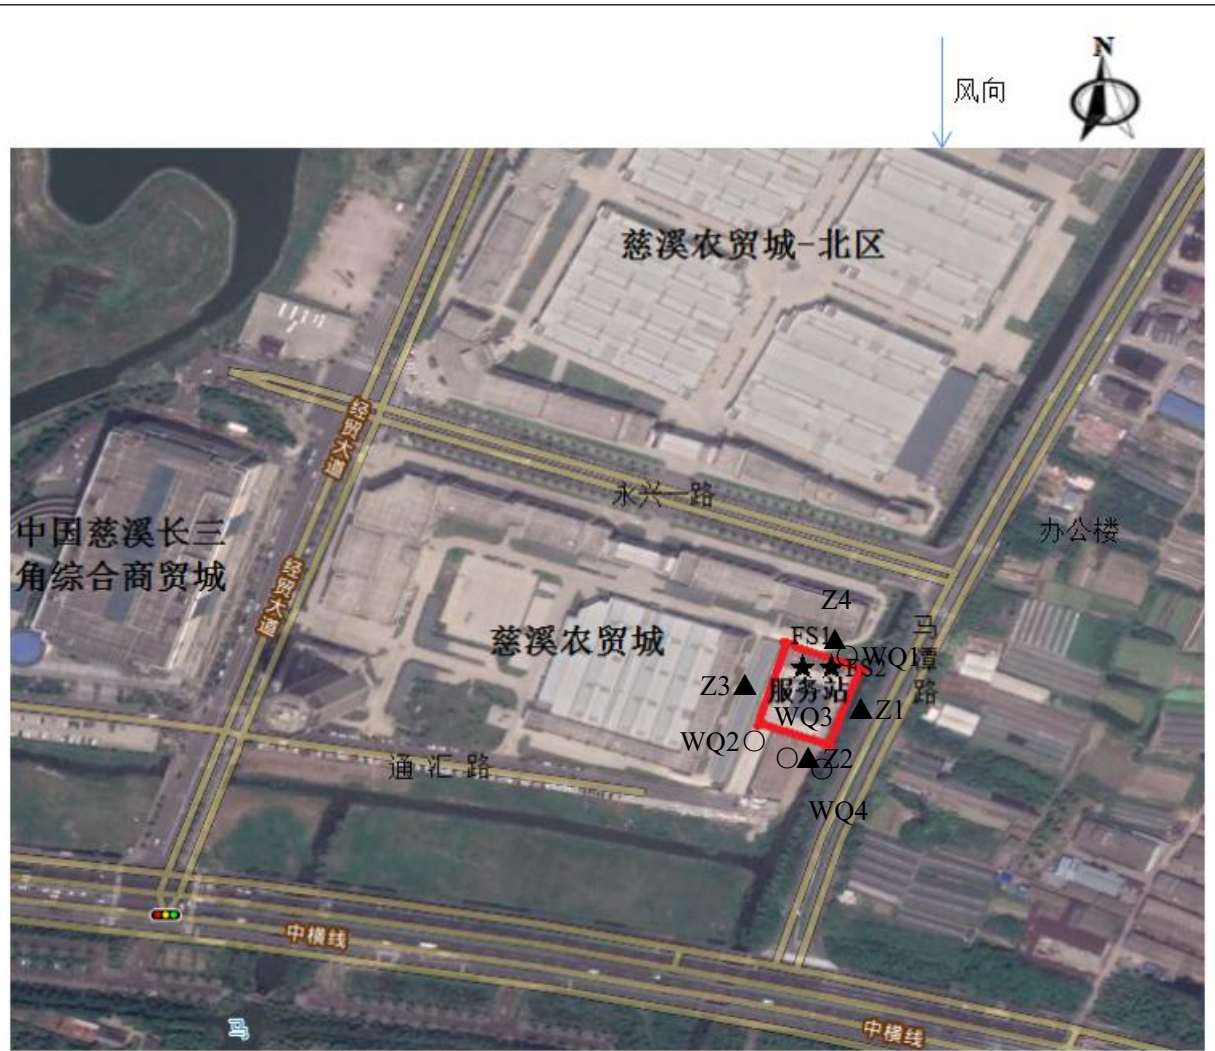 N
风向
慈溪农贸城-北区
经贸大道
永兴一路
办公楼
中国慈溪长三
角综合商贸城
经贸大道
Z4
FS1
马潭路
慈溪农贸城
WQ1
FS2
Z3
服务站
WQ3
Z1
WQ2
Z2
通汇路
WQ4
中横线
中横线
马